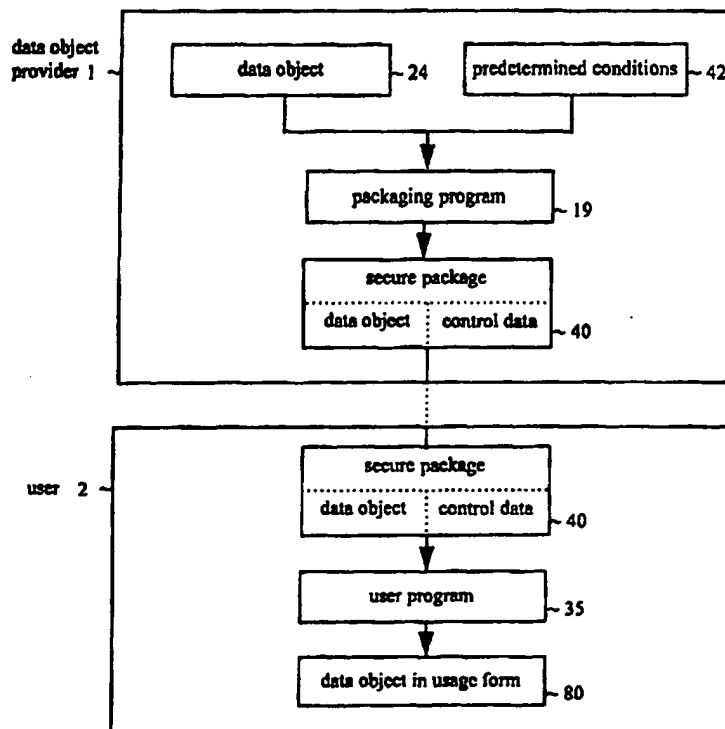 data object
provider 1
data object
24
predetermined conditions
42
packaging program
19
secure package
data object control data
40
user 2
secure package
data object control data
40
user program
35
data object in usage form
80